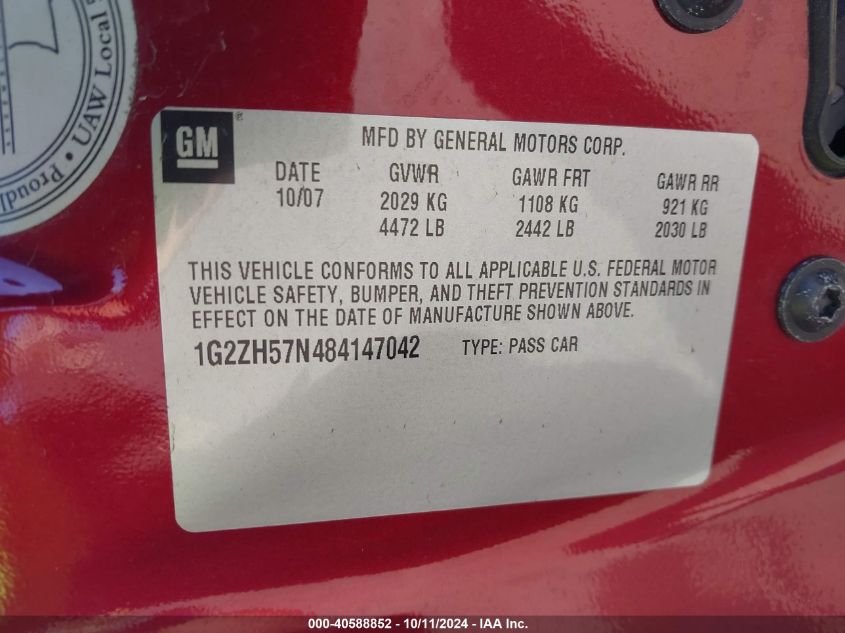 Proudly
• UAW Local 5
GM®
MFD BY GENERAL MOTORS CORP.
DATE GVWR GAWR FRT GAWR RR
10/07 2029 KG 1108 KG 921 KG
4472 LB 2442 LB 2030 LB
THIS VEHICLE CONFORMS TO ALL APPLICABLE U.S. FEDERAL MOTOR
VEHICLE SAFETY, BUMPER, AND THEFT PREVENTION STANDARDS IN
EFFECT ON THE DATE OF MANUFACTURE SHOWN ABOVE.
1G2ZH57N484147042 TYPE: PASS CAR
000-40588852 - 10/11/2024 - IAA Inc.